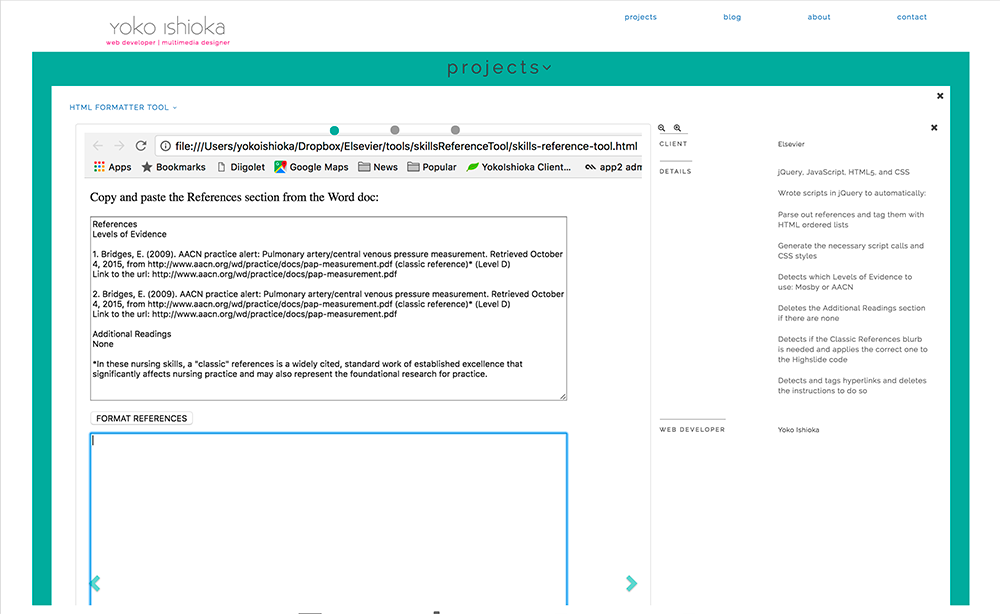 yoko ishioka
web developer | multimedia designer
projects
blog
about
contact
projects
HTML FORMATTER TOOL
file:///Users/yokoishioka/Dropbox/Elsevier/tools/skillsReferenceTool/skills-reference-tool.html
Apps
Bookmarks
Diigolet
Google Maps
News
Popular
YokoIshioka Client...
app2 adm
Copy and paste the References section from the Word doc:
References
Levels of Evidence
1. Bridges, E. (2009). AACN practice alert: Pulmonary artery/central venous pressure measurement. Retrieved October
4, 2015, from http://www.aacn.org/wd/practice/docs/pap-measurement.pdf (classic reference)* (Level D)
Link to the url: http://www.aacn.org/wd/practice/docs/pap-measurement.pdf
2. Bridges, E. (2009). AACN practice alert: Pulmonary artery/central venous pressure measurement. Retrieved October
4, 2015, from http://www.aacn.org/wd/practice/docs/pap-measurement.pdf (classic reference)* (Level D)
Link to the url: http://www.aacn.org/wd/practice/docs/pap-measurement.pdf
Additional Readings
None
*In these nursing skills, a "classic" references is a widely cited, standard work of established excellence that
significantly affects nursing practice and may also represent the foundational research for practice.
FORMAT REFERENCES
CLIENT
Elsevier
DETAILS
jQuery, JavaScript, HTML5, and CSS
Wrote scripts in jQuery to automatically:
Parse out references and tag them with
HTML ordered lists
Generate the necessary script calls and
CSS styles
Detects which Levels of Evidence to
use: Mosby or AACN
Deletes the Additional Readings section
if there are none
Detects if the Classic References blurb
is needed and applies the correct one to
the Highslide code
Detects and tags hyperlinks and deletes
the instructions to do so
WEB DEVELOPER
Yoko Ishioka